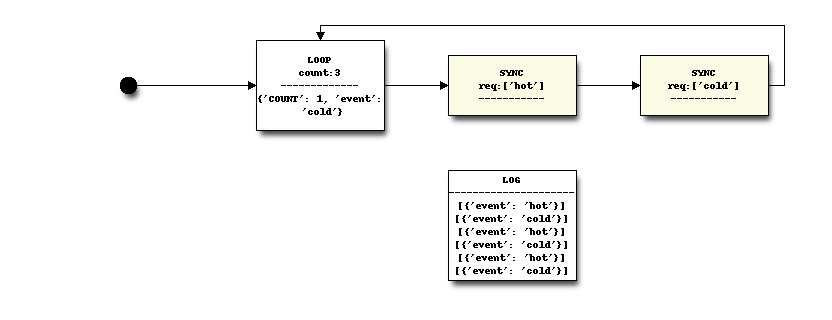 LOOP
count:3
-------------
{'COUNT': 1, 'event':
'cold'}
SYNC
req:['hot']
-----------
SYNC
req:['cold']
-----------
LOG
---------------------
[{'event': 'hot'}]
[{'event': 'cold'}]
[{'event': 'hot'}]
[{'event': 'cold'}]
[{'event': 'hot'}]
[{'event': 'cold'}]